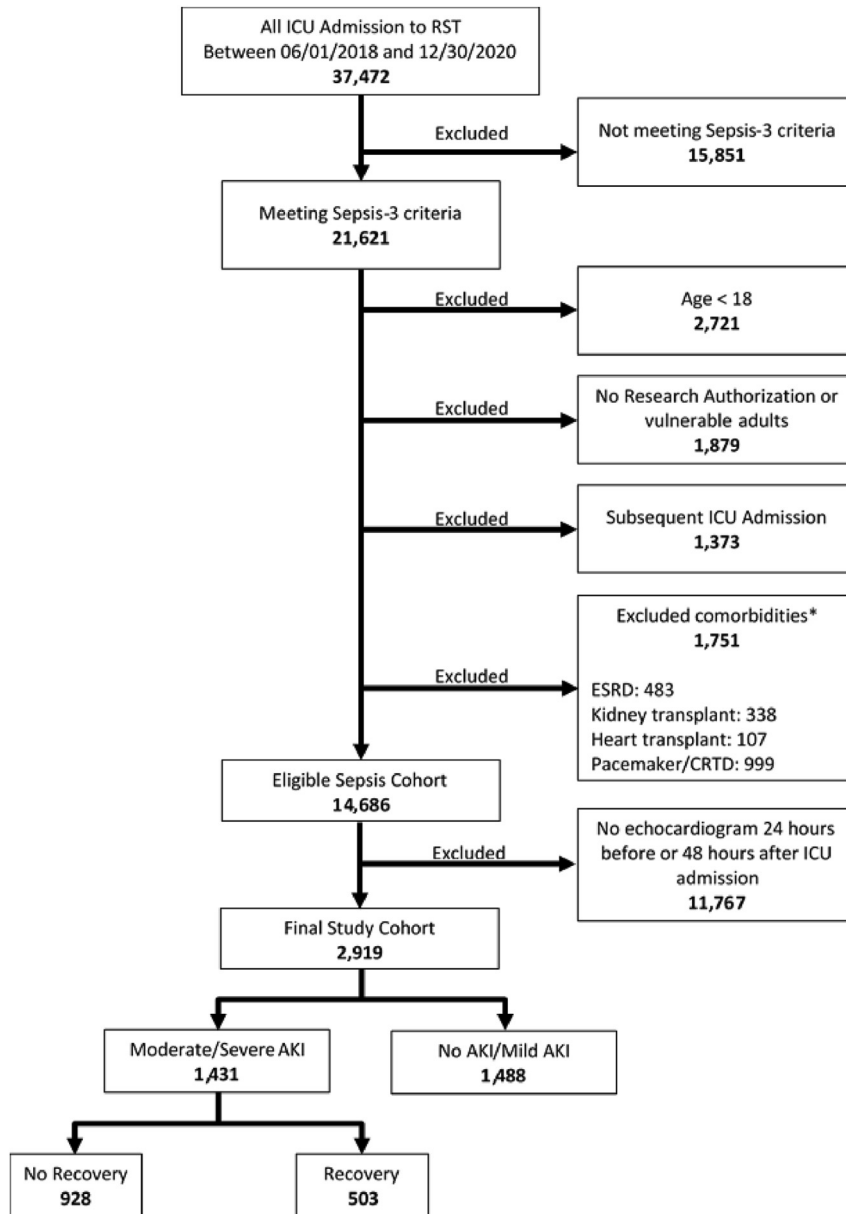 All ICU Admission to RST
Between 06/01/2018 and 12/30/2020
37,472
Excluded
Not meeting Sepsis-3 criteria
15,851
Meeting Sepsis-3 criteria
21,621
Excluded
Age < 18
2,721
Excluded
No Research Authorization or
vulnerable adults
1,879
Excluded
Subsequent ICU Admission
1,373
Excluded
Excluded comorbidities*
1,751
ESRD: 483
Kidney transplant: 338
Heart transplant: 107
Pacemaker/CRTD: 999
Eligible Sepsis Cohort
14,686
Excluded
No echocardiogram 24 hours
before or 48 hours after ICU
admission
11,767
Final Study Cohort
2,919
Moderate/Severe AKI
1,431
No AKI/Mild AKI
1,488
No Recovery
928
Recovery
503